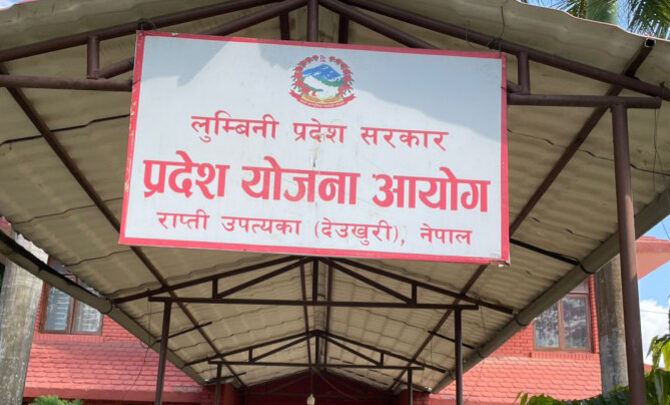 लुम्बिनी प्रदेश सरकार
प्रदेश योजना आयोग
राप्ती उपत्यका (देउखुरी), नेपाल